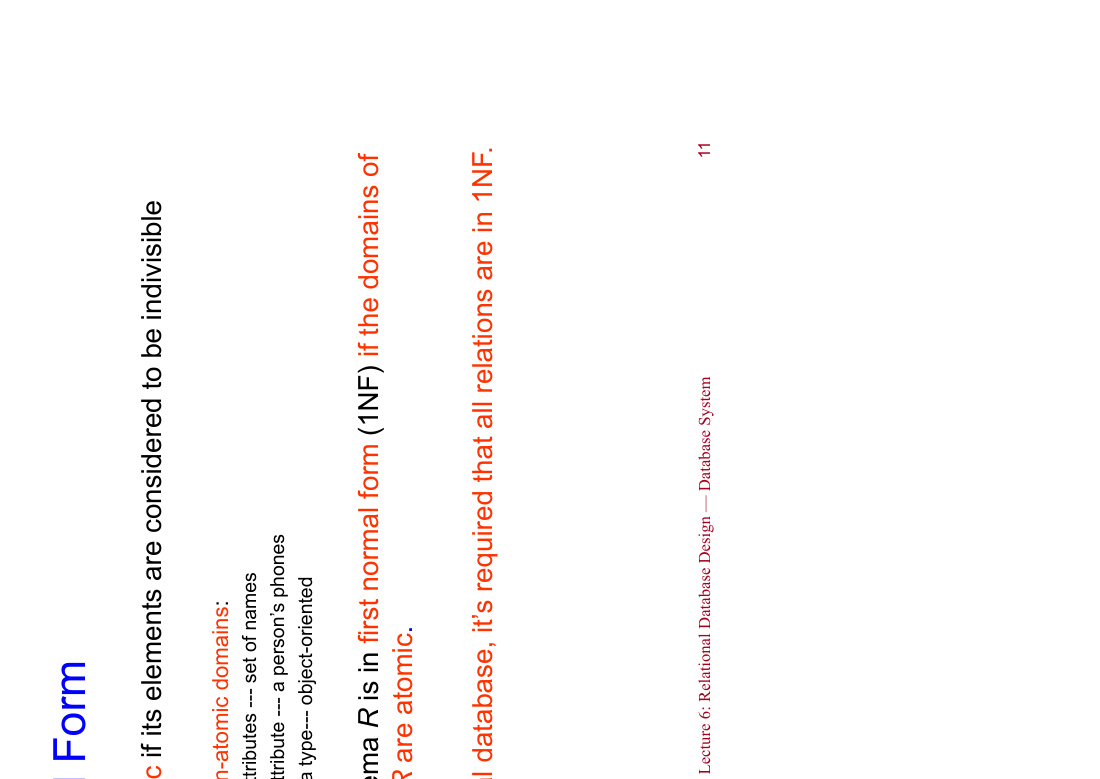 Form
if its elements are considered to be indivisible
n-atomic domains:
tributes --- set of names
ttribute --- a person's phones
a type--- object-oriented
ema R is in first normal form (1NF) if the domains of
R are atomic.
l database, it's required that all relations are in 1NF.
Lecture 6: Relational Database Design — Database System
11